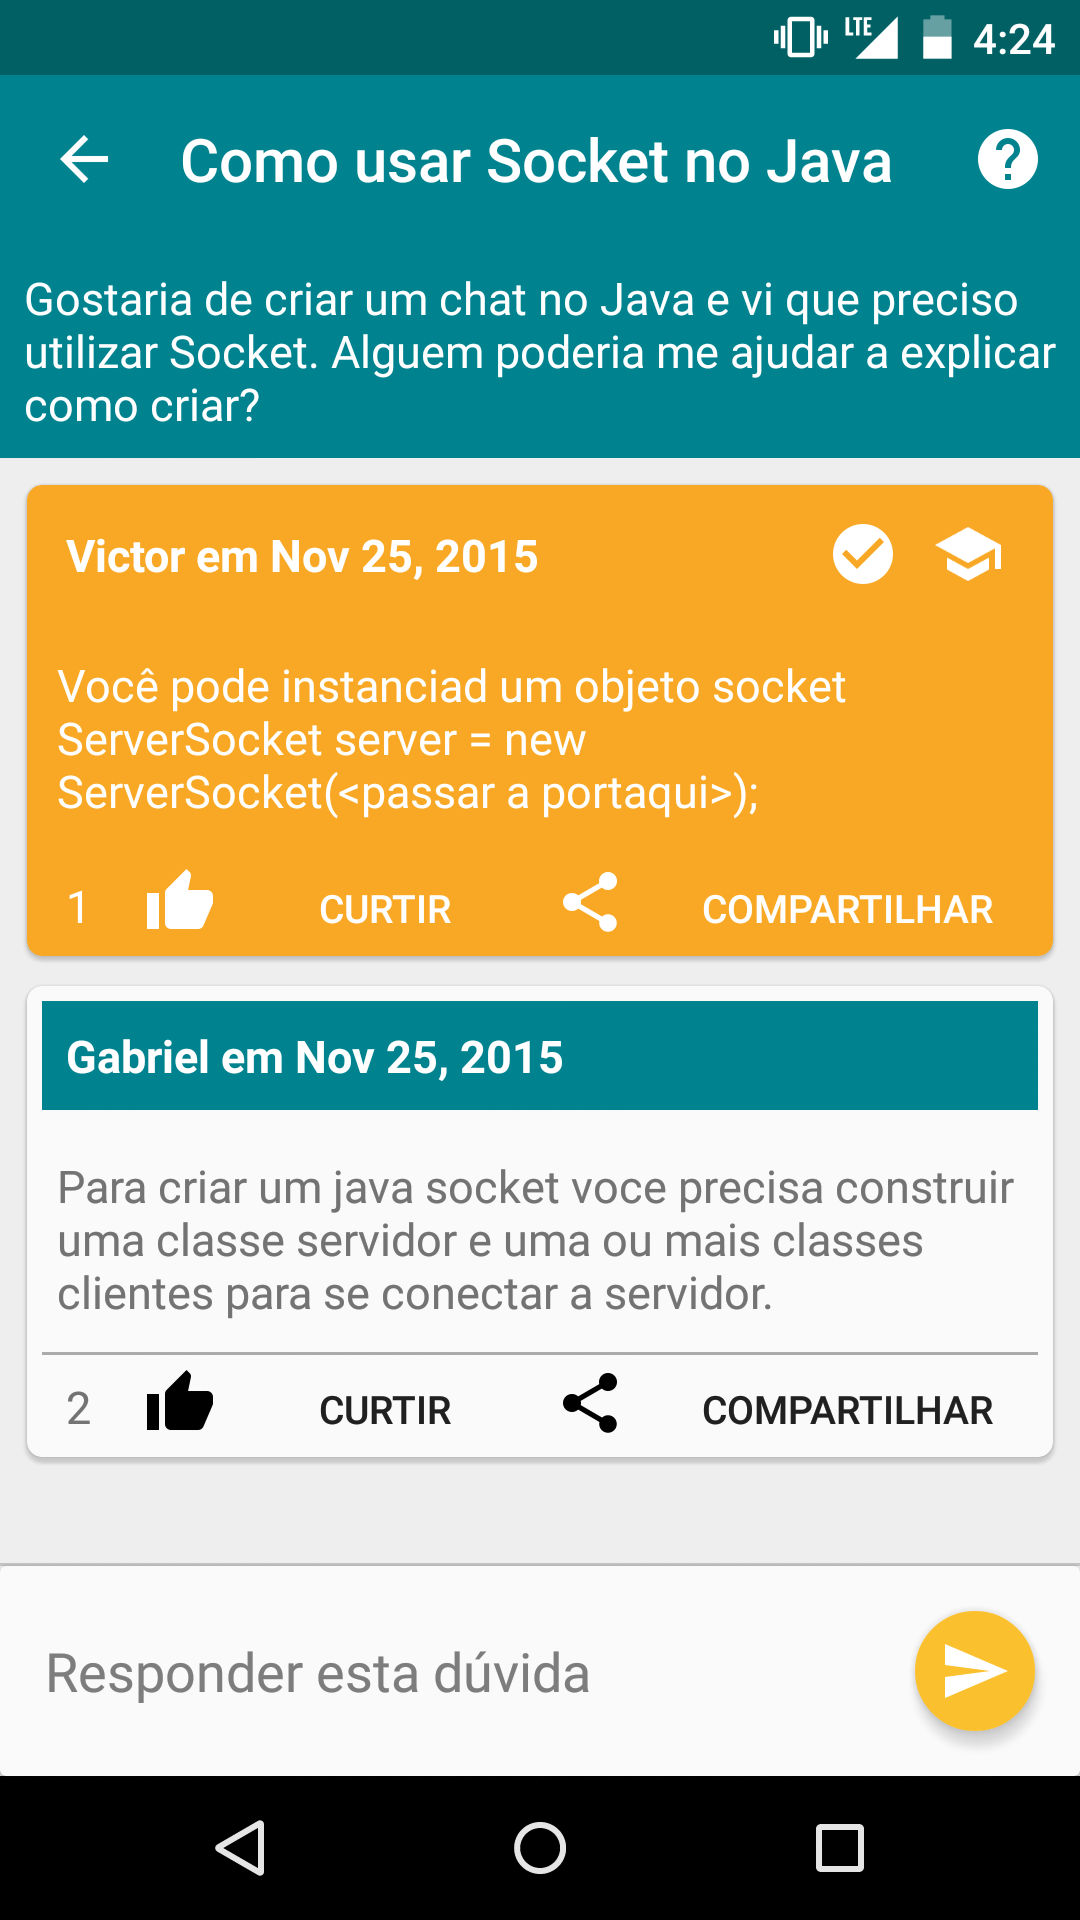 LTE 4:24
Como usar Socket no Java
Gostaria de criar um chat no Java e vi que preciso
utilizar Socket. Alguem poderia me ajudar a explicar
como criar?
Victor em Nov 25, 2015
Você pode instanciad um objeto socket
ServerSocket server = new
ServerSocket(<passar a portaqui>);
1 CURTIR COMPARTILHAR
Gabriel em Nov 25, 2015
Para criar um java socket voce precisa construir
uma classe servidor e uma ou mais classes
clientes para se conectar a servidor.
2 CURTIR COMPARTILHAR
Responder esta dúvida